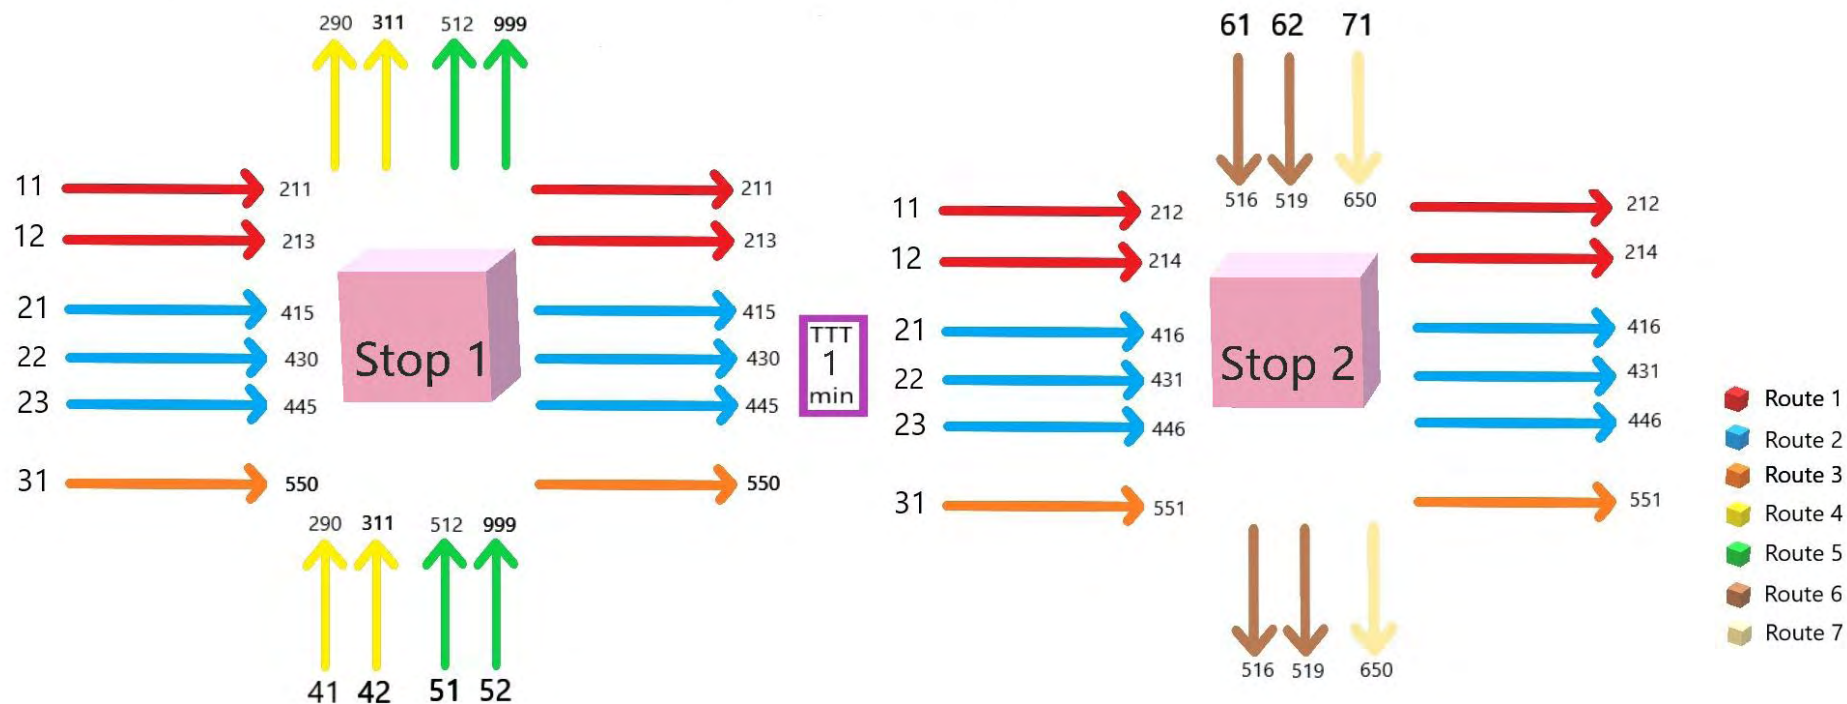 290 311 512 999
11 211 211
12 213 213
21 415 415
22 430 430
23 445 445
31 550 550
Stop 1
290 311 512 999
41 42 51 52
TTT
1
min
61 62 71
516 519 650
11 212 212
12 214 214
21 416 416
22 431 431
23 446 446
31 551 551
Stop 2
516 519 650
Route 1
Route 2
Route 3
Route 4
Route 5
Route 6
Route 7